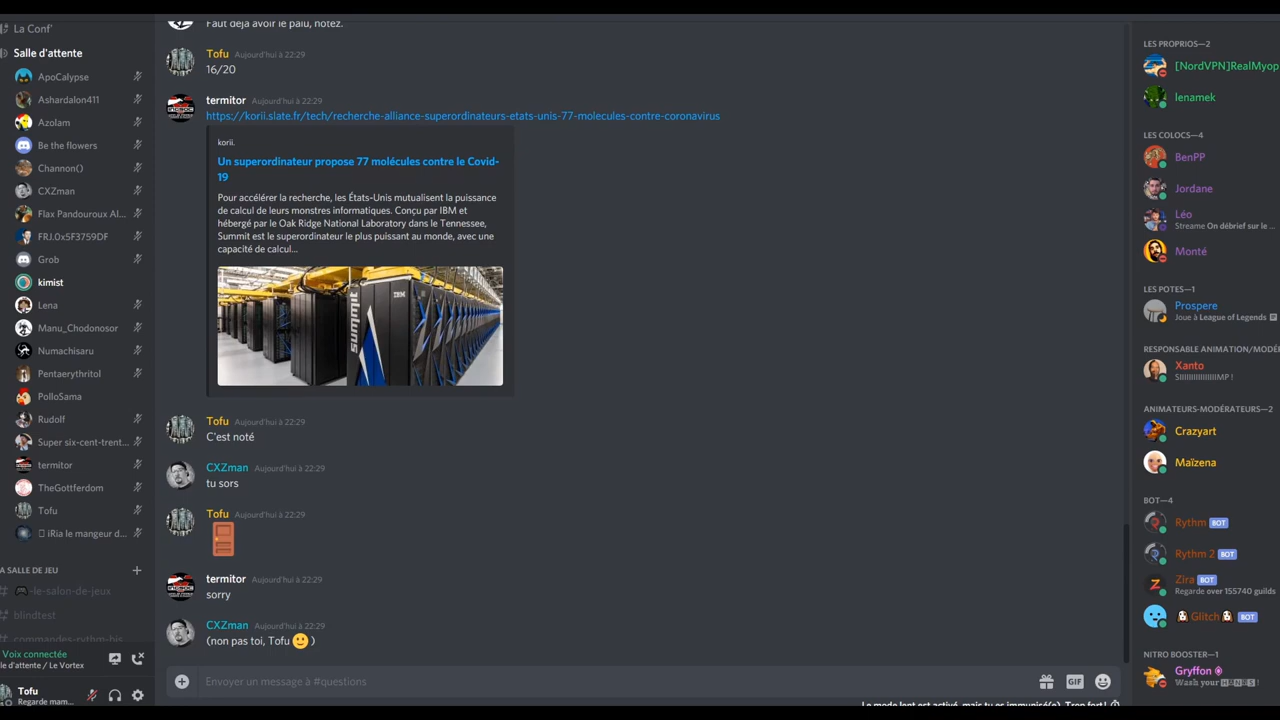 La Conf'
Salle d'attente
ApoCalypse
Ashardalon411
Azolam
Be the flowers
Channon()
CXZman
Flax Pandouroux Al...
FRJ.0x5F3759DF
Grob
kimist
Lena
Manu_Chodonosor
Numachisaru
Pentaerythritol
PolloSama
Rudolf
Super six-cent-trent...
termitor
TheGottferdom
Tofu
iRia le mangeur d...
A SALLE DE JEU
-le-salon-de-jeux
blindtest
commandes-rythm-bis
Voix connectée
le d'attente / Le Vortex
Tofu
Regarde mam...
Faut déjà avoir le palu, notez.
Tofu Aujourd'hui à 22:29
16/20
termitor Aujourd'hui à 22:29
https://korii.slate.fr/tech/recherche-alliance-superordinateurs-etats-unis-77-molecules-contre-coronavirus
korii.
Un superordinateur propose 77 molécules contre le Covid-
19
Pour accélérer la recherche, les États-Unis mutualisent la puissance
de calcul de leurs monstres informatiques. Conçu par IBM et
hébergé par le Oak Ridge National Laboratory dans le Tennessee,
Summit est le superordinateur le plus puissant au monde, avec une
capacité de calcul...
IBM
SUMMIT
Tofu Aujourd'hui à 22:29
C'est noté
CXZman Aujourd'hui à 22:29
tu sors
Tofu Aujourd'hui à 22:29
termitor Aujourd'hui à 22:29
sorry
CXZman Aujourd'hui à 22:29
(non pas toi, Tofu 🙂 )
Envoyer un message à #questions
GIF
Le mode lent est activé, mais tu es immunisé(e). Trop fort !
LES PROPRIOS—2
[NordVPN]RealMyop
lenamek
LES COLOCS—4
BenPP
Jordane
Léo
Streame On débrief sur le ...
Monté
LES POTES—1
Prospere
Joue à League of Legends
RESPONSABLE ANIMATION/MODÉ
Xanto
SIIIIIIIIIIIIIIIIMP !
ANIMATEURS-MODÉRATEURS—2
Crazyart
Maïzena
BOT—4
Rythm BOT
Rythm 2 BOT
Zira BOT
Regarde over 155740 guilds
Glitch BOT
NITRO BOOSTER—1
Gryffon
Wash your HANDS !